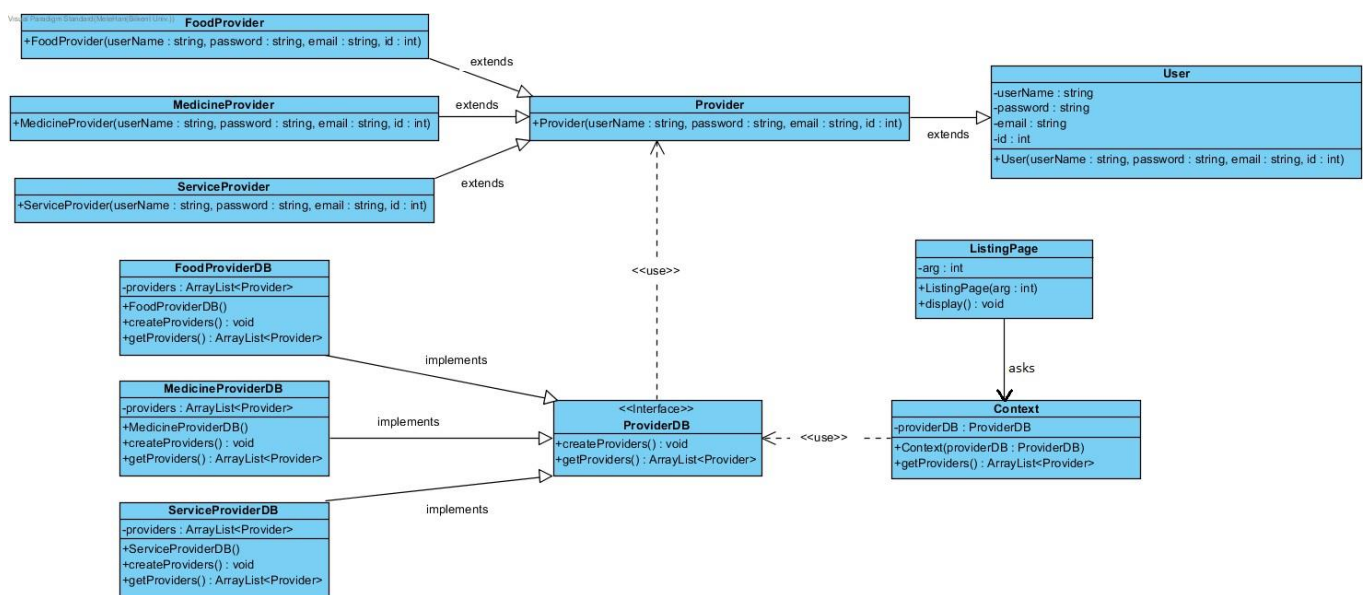 Visual Paradigm Standard(MeteHan(Bilkent Univ.))
FoodProvider
+FoodProvider(userName : string, password : string, email : string, id : int)
extends
MedicineProvider
+MedicineProvider(userName : string, password : string, email : string, id : int)
extends
ServiceProvider
+ServiceProvider(userName : string, password : string, email : string, id : int)
extends
Provider
+Provider(userName : string, password : string, email : string, id : int)
extends
User
-userName : string
-password : string
-email : string
-id : int
+User(userName : string, password : string, email : string, id : int)
<<use>>
ListingPage
-arg : int
+ListingPage(arg : int)
+display() : void
asks
FoodProviderDB
-providers : ArrayList<Provider>
+FoodProviderDB()
+createProviders() : void
+getProviders() : ArrayList<Provider>
implements
MedicineProviderDB
-providers : ArrayList<Provider>
+MedicineProviderDB()
+createProviders() : void
+getProviders() : ArrayList<Provider>
implements
ServiceProviderDB
-providers : ArrayList<Provider>
+ServiceProviderDB()
+createProviders() : void
+getProviders() : ArrayList<Provider>
implements
<<Interface>>
ProviderDB
+createProviders() : void
+getProviders() : ArrayList<Provider>
<<use>>
Context
-providerDB : ProviderDB
+Context(providerDB : ProviderDB)
+getProviders() : ArrayList<Provider>